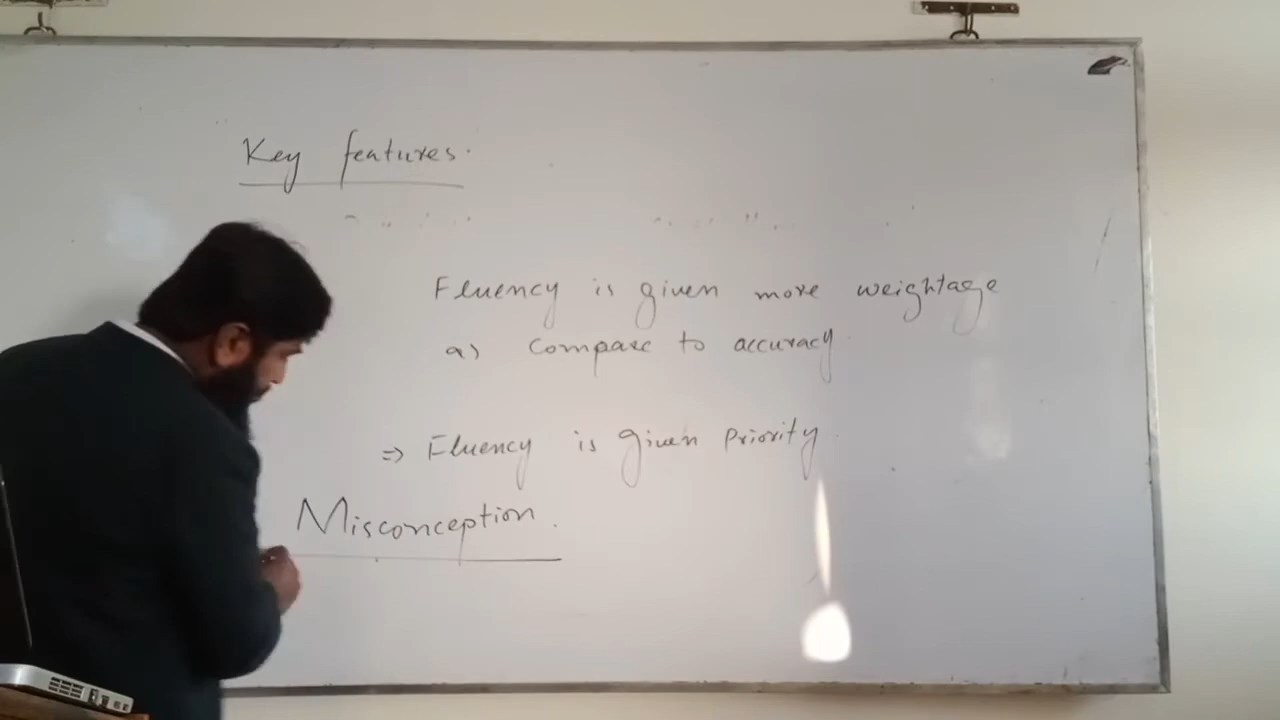 Key features.
Fluency is given more weightage
as compare to accuracy
⇒ Fluency is given priority
Misconception.